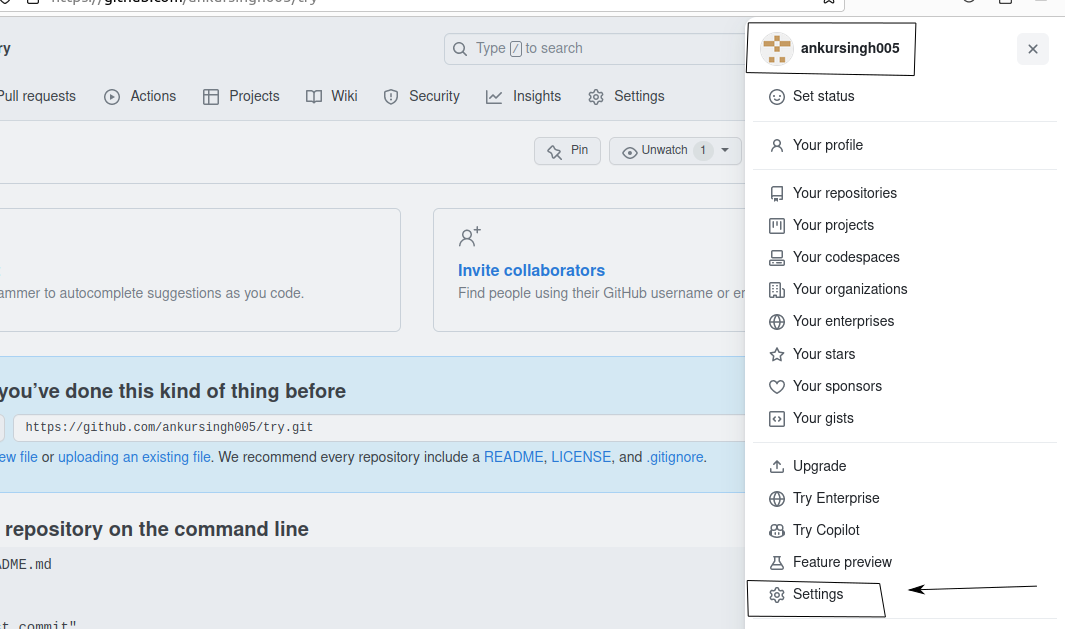 ankursingh005/try
ry
Type / to search
ankursingh005
Pull requests
Actions
Projects
Wiki
Security
Insights
Settings
Set status
Pin
Unwatch 1
Your profile
Your repositories
Your projects
Your codespaces
Your organizations
Your enterprises
Your stars
Your sponsors
Your gists
Upgrade
Try Enterprise
Try Copilot
Feature preview
Settings
Invite collaborators
ammer to autocomplete suggestions as you code.
Find people using their GitHub username or er
you’ve done this kind of thing before
https://github.com/ankursingh005/try.git
ew file or uploading an existing file. We recommend every repository include a README, LICENSE, and .gitignore.
repository on the command line
ADME.md
st commit"